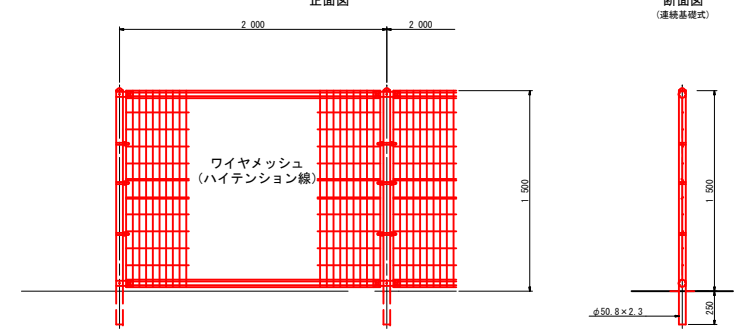 正面図
断面図
(連続基礎式)
2 000
2 000
ワイヤメッシュ
(ハイテンション線)
1 500
1 500
250
φ50.8×2.3